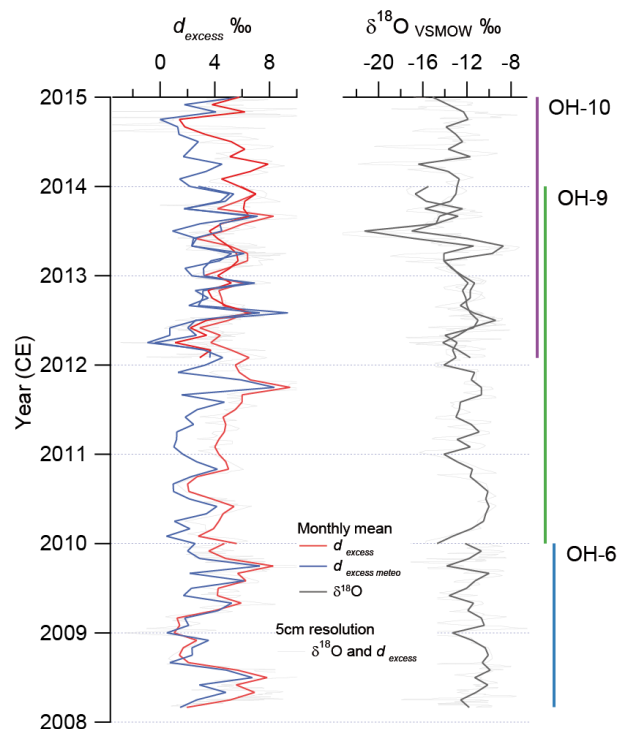 d excess ‰
δ18O VSMOW ‰
0 4 8
-20 -16 -12 -8
2015
OH-10
2014
OH-9
2013
2012
Year (CE)
2011
2010
OH-6
Monthly mean
d excess
d excess meteo
δ18O
2009
5cm resolution
δ18O and d excess
2008